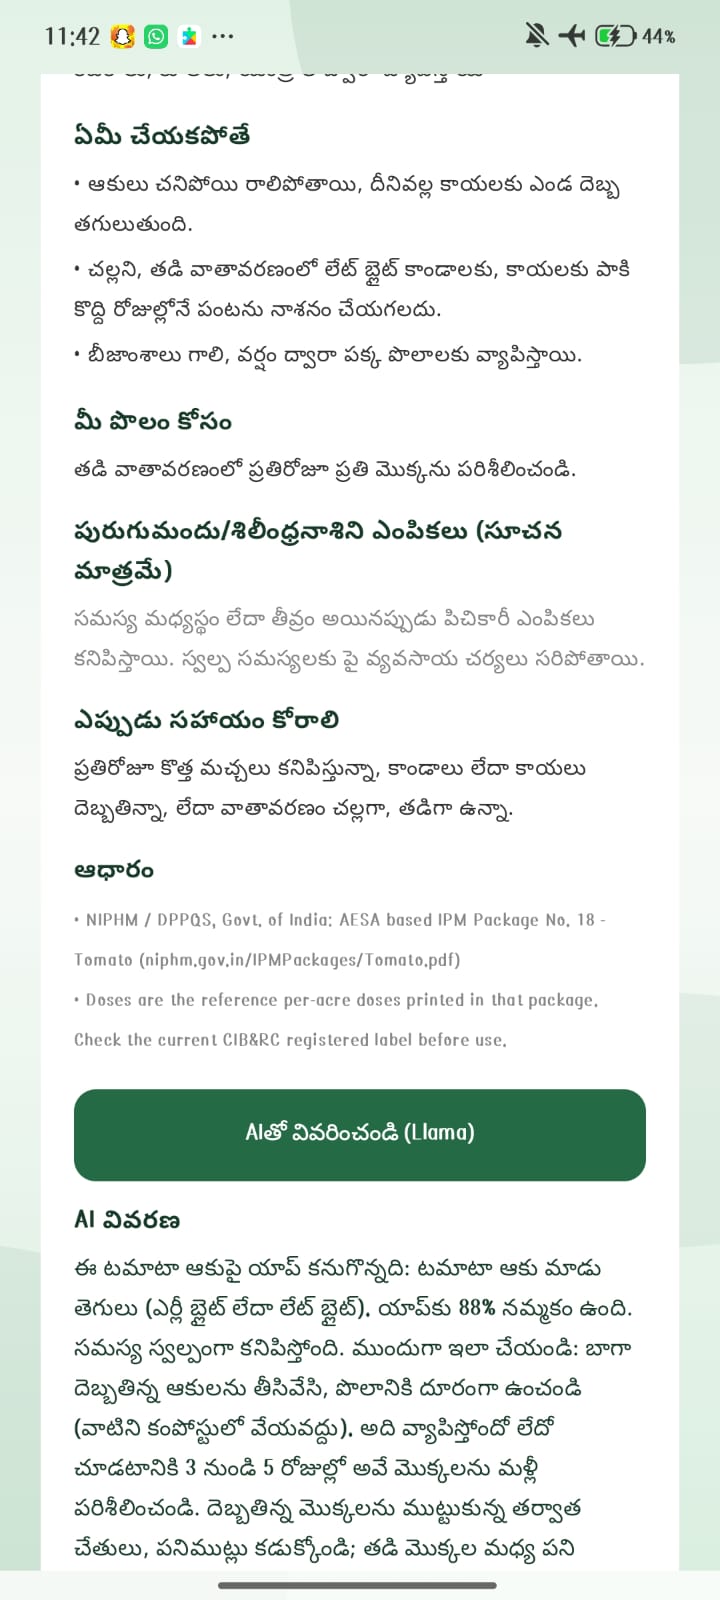 11:42
44%
ఏమీ చేయకపోతే
• ఆకులు చనిపోయి రాలిపోతాయి, దీనివల్ల కాయలకు ఎండ దెబ్బ
తగులుతుంది.
• చల్లని, తడి వాతావరణంలో లేట్ బ్లైట్ కాండాలకు, కాయలకు పాకి
కొద్ది రోజుల్లోనే పంటను నాశనం చేయగలదు.
• బీజాంశాలు గాలి, వర్షం ద్వారా పక్క పొలాలకు వ్యాపిస్తాయి.
మీ పొలం కోసం
తడి వాతావరణంలో ప్రతిరోజూ ప్రతి మొక్కను పరిశీలించండి.
పురుగుమందు/శిలీంధ్రనాశిని ఎంపికలు (సూచన
మాత్రమే)
సమస్య మధ్యస్థం లేదా తీవ్రం అయినప్పుడు పిచికారీ ఎంపికలు
కనిపిస్తాయి. స్వల్ప సమస్యలకు పై వ్యవసాయ చర్యలు సరిపోతాయి.
ఎప్పుడు సహాయం కోరాలి
ప్రతిరోజూ కొత్త మచ్చలు కనిపిస్తున్నా, కాండాలు లేదా కాయలు
దెబ్బతిన్నా, లేదా వాతావరణం చల్లగా, తడిగా ఉన్నా.
ఆధారం
• NIPHM / DPPQS, Govt. of India: AESA based IPM Package No. 18 -
Tomato (niphm.gov.in/IPMPackages/Tomato.pdf)
• Doses are the reference per-acre doses printed in that package.
Check the current CIB&RC registered label before use.
AIతో వివరించండి (Llama)
AI వివరణ
ఈ టమాటా ఆకుపై యాప్ కనుగొన్నది: టమాటా ఆకు మాడు
తెగులు (ఎర్లీ బ్లైట్ లేదా లేట్ బ్లైట్). యాప్‌కు 88% నమ్మకం ఉంది.
సమస్య స్వల్పంగా కనిపిస్తోంది. ముందుగా ఇలా చేయండి: బాగా
దెబ్బతిన్న ఆకులను తీసివేసి, పొలానికి దూరంగా ఉంచండి
(వాటిని కంపోస్టులో వేయవద్దు). అది వ్యాపిస్తోందో లేదో
చూడటానికి 3 నుండి 5 రోజుల్లో అవే మొక్కలను మళ్లీ
పరిశీలించండి. దెబ్బతిన్న మొక్కలను ముట్టుకున్న తర్వాత
చేతులు, పనిముట్లు కడుక్కోండి; తడి మొక్కల మధ్య పని